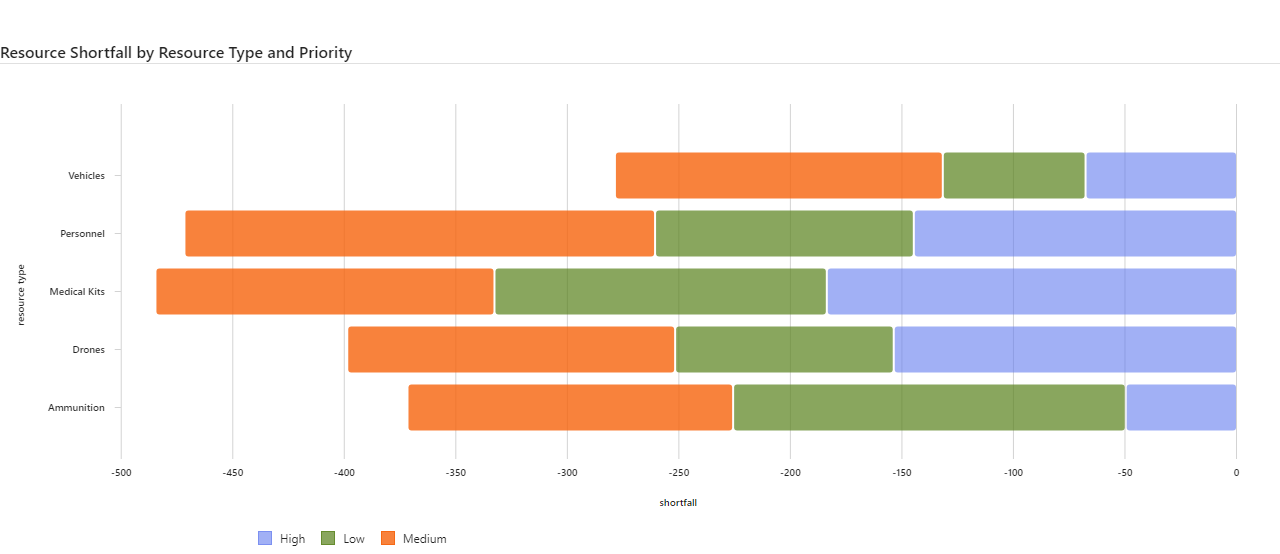 Resource Shortfall by Resource Type and Priority
resource type
Vehicles
Personnel
Medical Kits
Drones
Ammunition
-500 -450 -400 -350 -300 -250 -200 -150 -100 -50 0
shortfall
High Low Medium